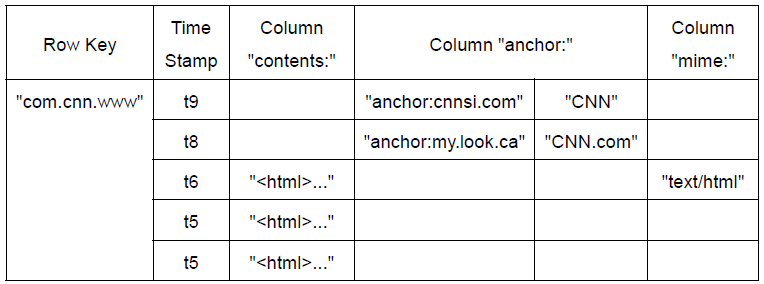 Row Key Time Stamp Column "contents:" Column "anchor:" Column "mime:"
"com.cnn.www" t9 "anchor:cnnsi.com" "CNN"
t8 "anchor:my.look.ca" "CNN.com"
t6 "<html>..." "text/html"
t5 "<html>..."
t5 "<html>..."